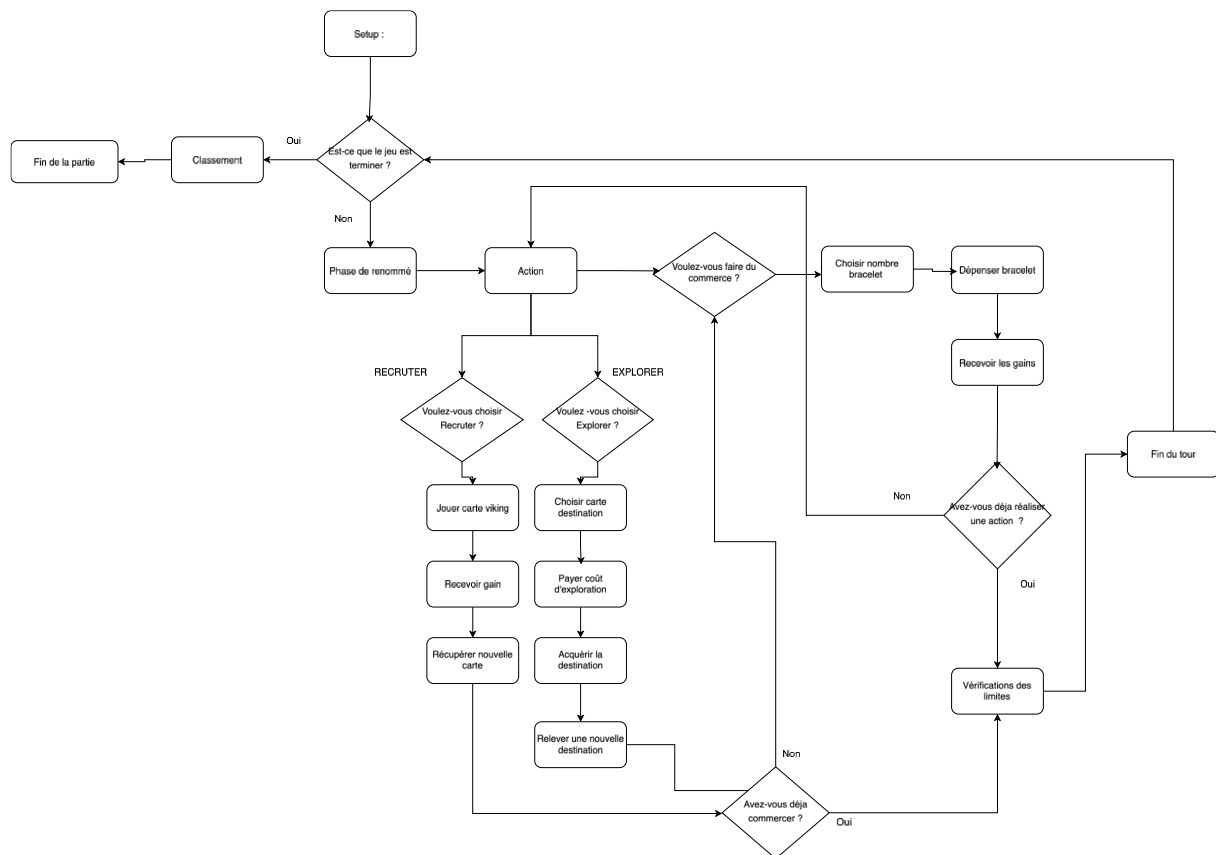 Setup :
Oui
Est-ce que le jeu est
terminer ?
Fin de la partie
Classement
Non
Phase de renommé
Action
Voulez-vous faire du
commerce ?
Choisir nombre
bracelet
Dépenser bracelet
Recevoir les gains
RECRUTER
EXPLORER
Voulez-vous choisir
Recruter ?
Voulez -vous choisir
Explorer ?
Fin du tour
Non
Avez-vous déja réaliser
une action ?
Oui
Jouer carte viking
Choisir carte
destination
Recevoir gain
Payer coût
d'exploration
Récupérer nouvelle
carte
Acquérir la
destination
Vérifications des
limites
Relever une nouvelle
destination
Non
Avez-vous déja
commercer ?
Oui